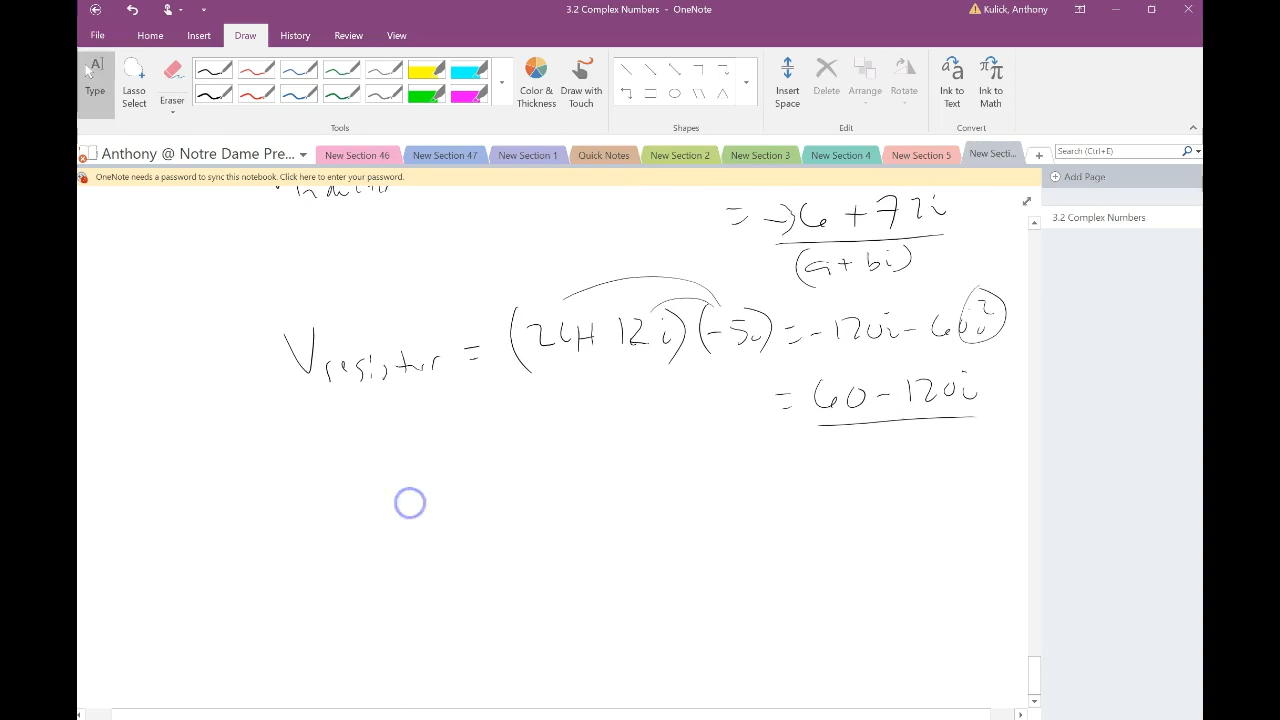 3.2 Complex Numbers - OneNote
Kulick, Anthony
File Home Insert Draw History Review View
Type
Lasso Select
Eraser
Color & Thickness
Draw with Touch
Insert Space
Delete
Arrange
Rotate
Ink to Text
Ink to Math
Tools
Shapes
Edit
Convert
Anthony @ Notre Dame Pre... New Section 46 New Section 47 New Section 1 Quick Notes New Section 2 New Section 3 New Section 4 New Section 5 New Secti...
Search (Ctrl+E)
OneNote needs a password to sync this notebook. Click here to enter your password.
Add Page
3.2 Complex Numbers
= -36 + 72i
(a + bi)
V resistor = (24 + 12i)(-5i) = -120i - 60i²
= 60 - 120i